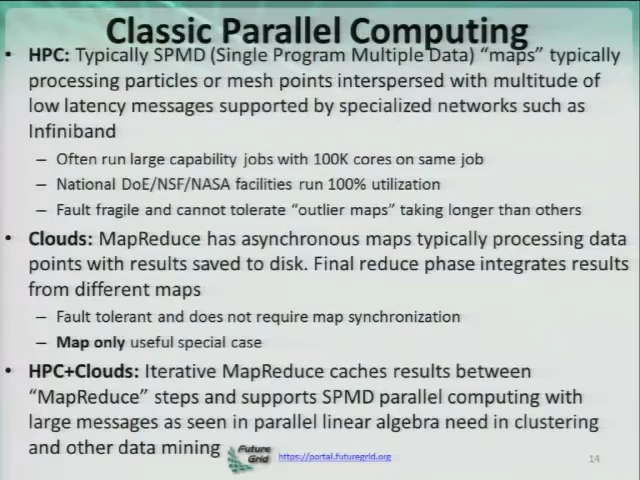 Classic Parallel Computing
• HPC: Typically SPMD (Single Program Multiple Data) “maps” typically
processing particles or mesh points interspersed with multitude of
low latency messages supported by specialized networks such as
Infiniband
– Often run large capability jobs with 100K cores on same job
– National DoE/NSF/NASA facilities run 100% utilization
– Fault fragile and cannot tolerate “outlier maps” taking longer than others
• Clouds: MapReduce has asynchronous maps typically processing data
points with results saved to disk. Final reduce phase integrates results
from different maps
– Fault tolerant and does not require map synchronization
– Map only useful special case
• HPC+Clouds: Iterative MapReduce caches results between
“MapReduce” steps and supports SPMD parallel computing with
large messages as seen in parallel linear algebra need in clustering
and other data mining
Future
Grid
https://portal.futuregrid.org
14